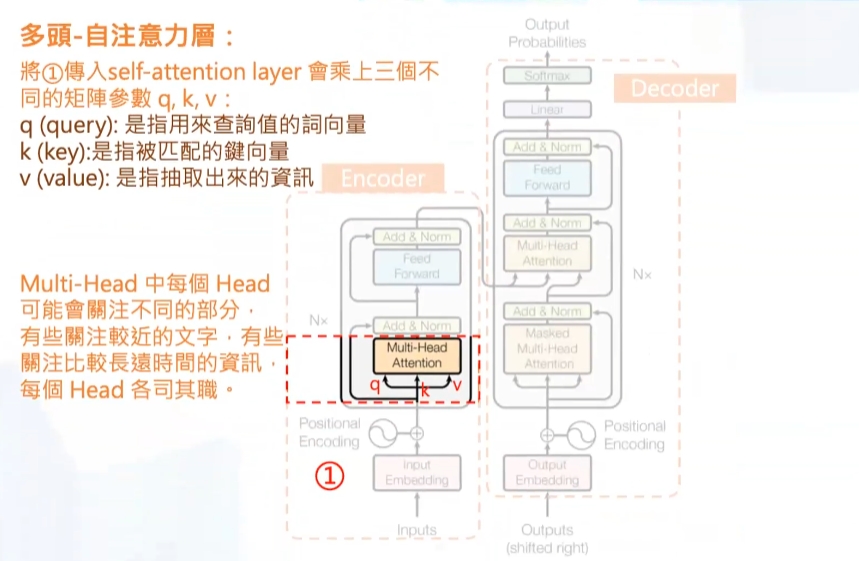 多頭-自注意力層：
將①傳入self-attention layer 會乘上三個不
同的矩陣參數 q, k, v：
q (query): 是指用來查詢值的詞向量
k (key):是指被匹配的鍵向量
v (value): 是指抽取出來的資訊
Multi-Head 中每個 Head
可能會關注不同的部分，
有些關注較近的文字，有些
關注比較長遠時間的資訊，
每個 Head 各司其職。
Encoder
Add & Norm
Feed
Forward
Nx
Add & Norm
Multi-Head
Attention
q
k
v
Positional
Encoding
①
Input
Embedding
Inputs
Output
Probabilities
Softmax
Decoder
Linear
Add & Norm
Feed
Forward
Add & Norm
Multi-Head
Attention
Nx
Add & Norm
Masked
Multi-Head
Attention
Positional
Encoding
Output
Embedding
Outputs
(shifted right)